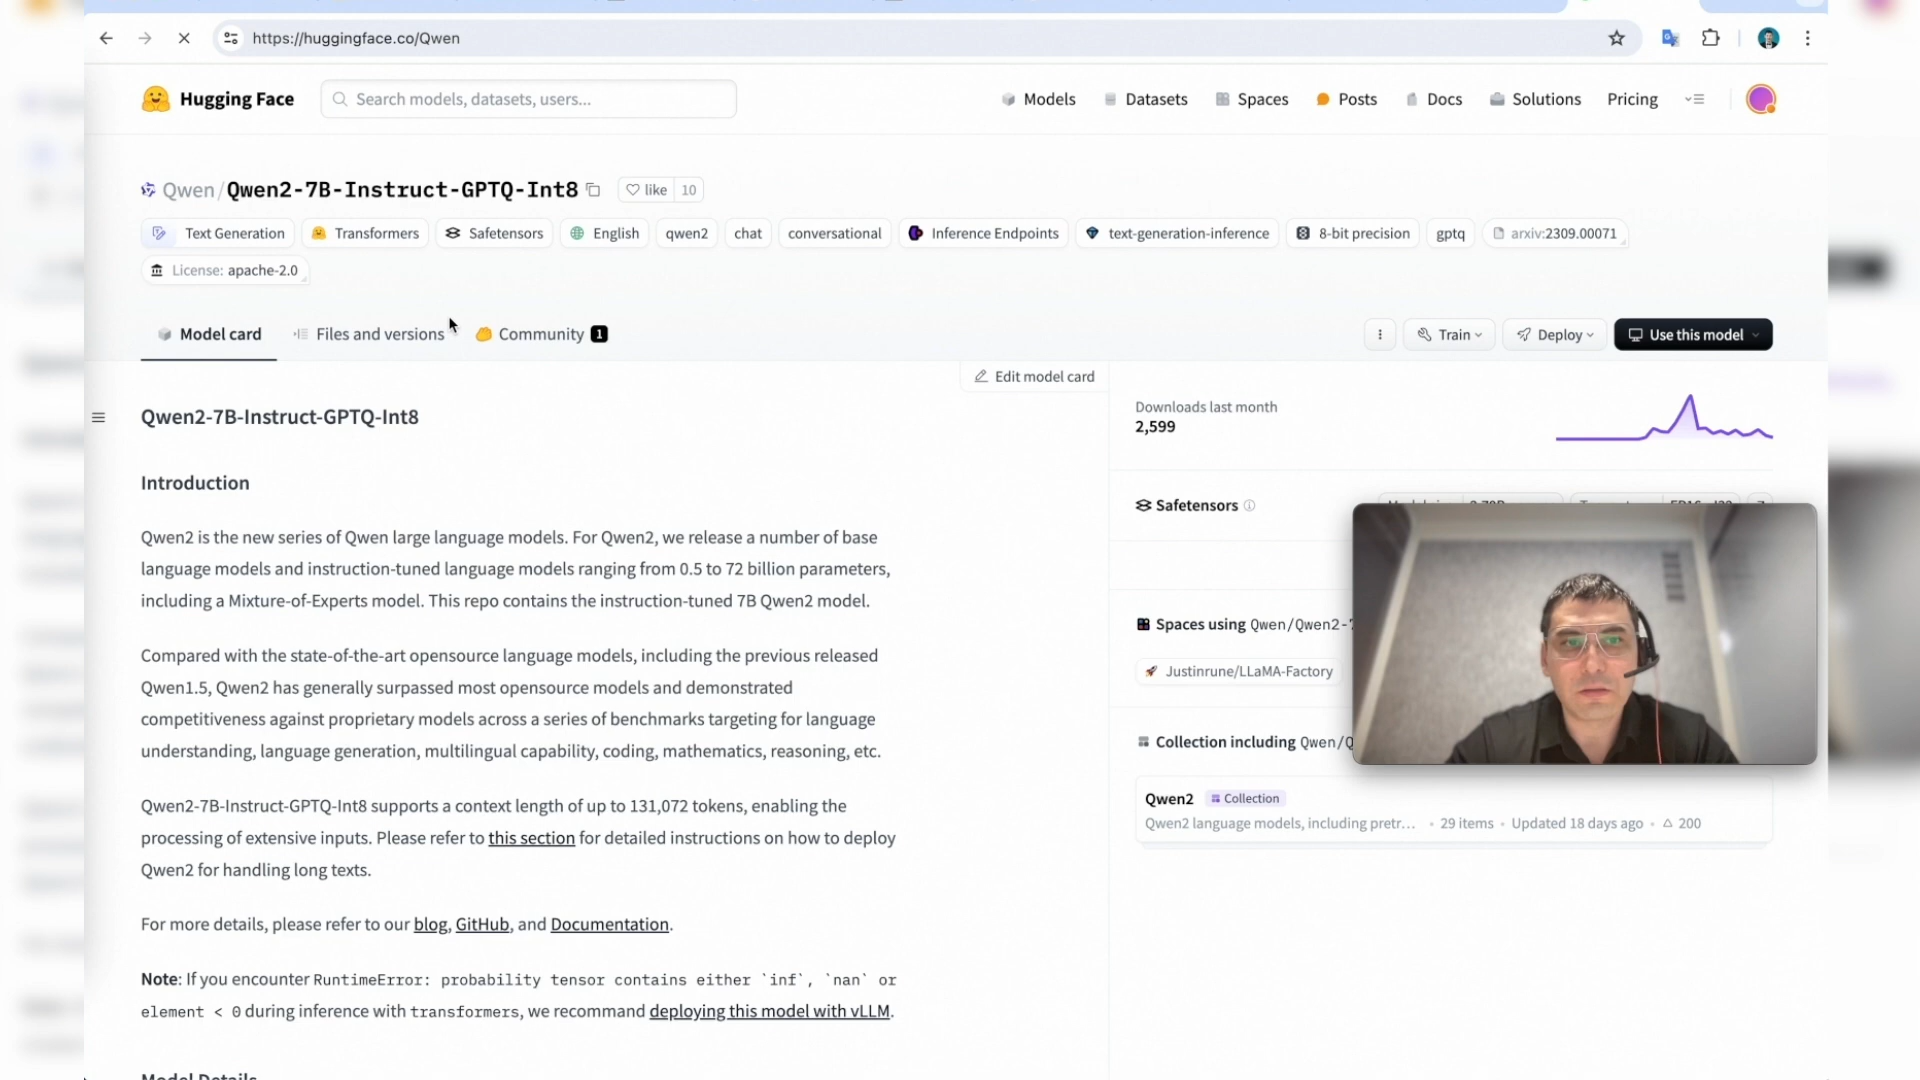 https://huggingface.co/Qwen
Hugging Face
Search models, datasets, users...
Models
Datasets
Spaces
Posts
Docs
Solutions
Pricing
Qwen/Qwen2-7B-Instruct-GPTQ-Int8
like 10
Text Generation
Transformers
Safetensors
English
qwen2
chat
conversational
Inference Endpoints
text-generation-inference
8-bit precision
gptq
arxiv:2309.00071
License: apache-2.0
Model card
Files and versions
Community 1
Train
Deploy
Use this model
Edit model card
Qwen2-7B-Instruct-GPTQ-Int8
Introduction
Qwen2 is the new series of Qwen large language models. For Qwen2, we release a number of base
language models and instruction-tuned language models ranging from 0.5 to 72 billion parameters,
including a Mixture-of-Experts model. This repo contains the instruction-tuned 7B Qwen2 model.
Compared with the state-of-the-art opensource language models, including the previous released
Qwen1.5, Qwen2 has generally surpassed most opensource models and demonstrated
competitiveness against proprietary models across a series of benchmarks targeting for language
understanding, language generation, multilingual capability, coding, mathematics, reasoning, etc.
Qwen2-7B-Instruct-GPTQ-Int8 supports a context length of up to 131,072 tokens, enabling the
processing of extensive inputs. Please refer to this section for detailed instructions on how to deploy
Qwen2 for handling long texts.
For more details, please refer to our blog, GitHub, and Documentation.
Note: If you encounter RuntimeError: probability tensor contains either `inf`, `nan` or
element < 0 during inference with transformers, we recommand deploying this model with vLLM.
Model Details
Downloads last month
2,599
Safetensors
Spaces using Qwen/Qwen2-
Justinrune/LLaMA-Factory
Collection including Qwen/Q
Qwen2 Collection
Qwen2 language models, including pretr... • 29 items • Updated 18 days ago • △ 200